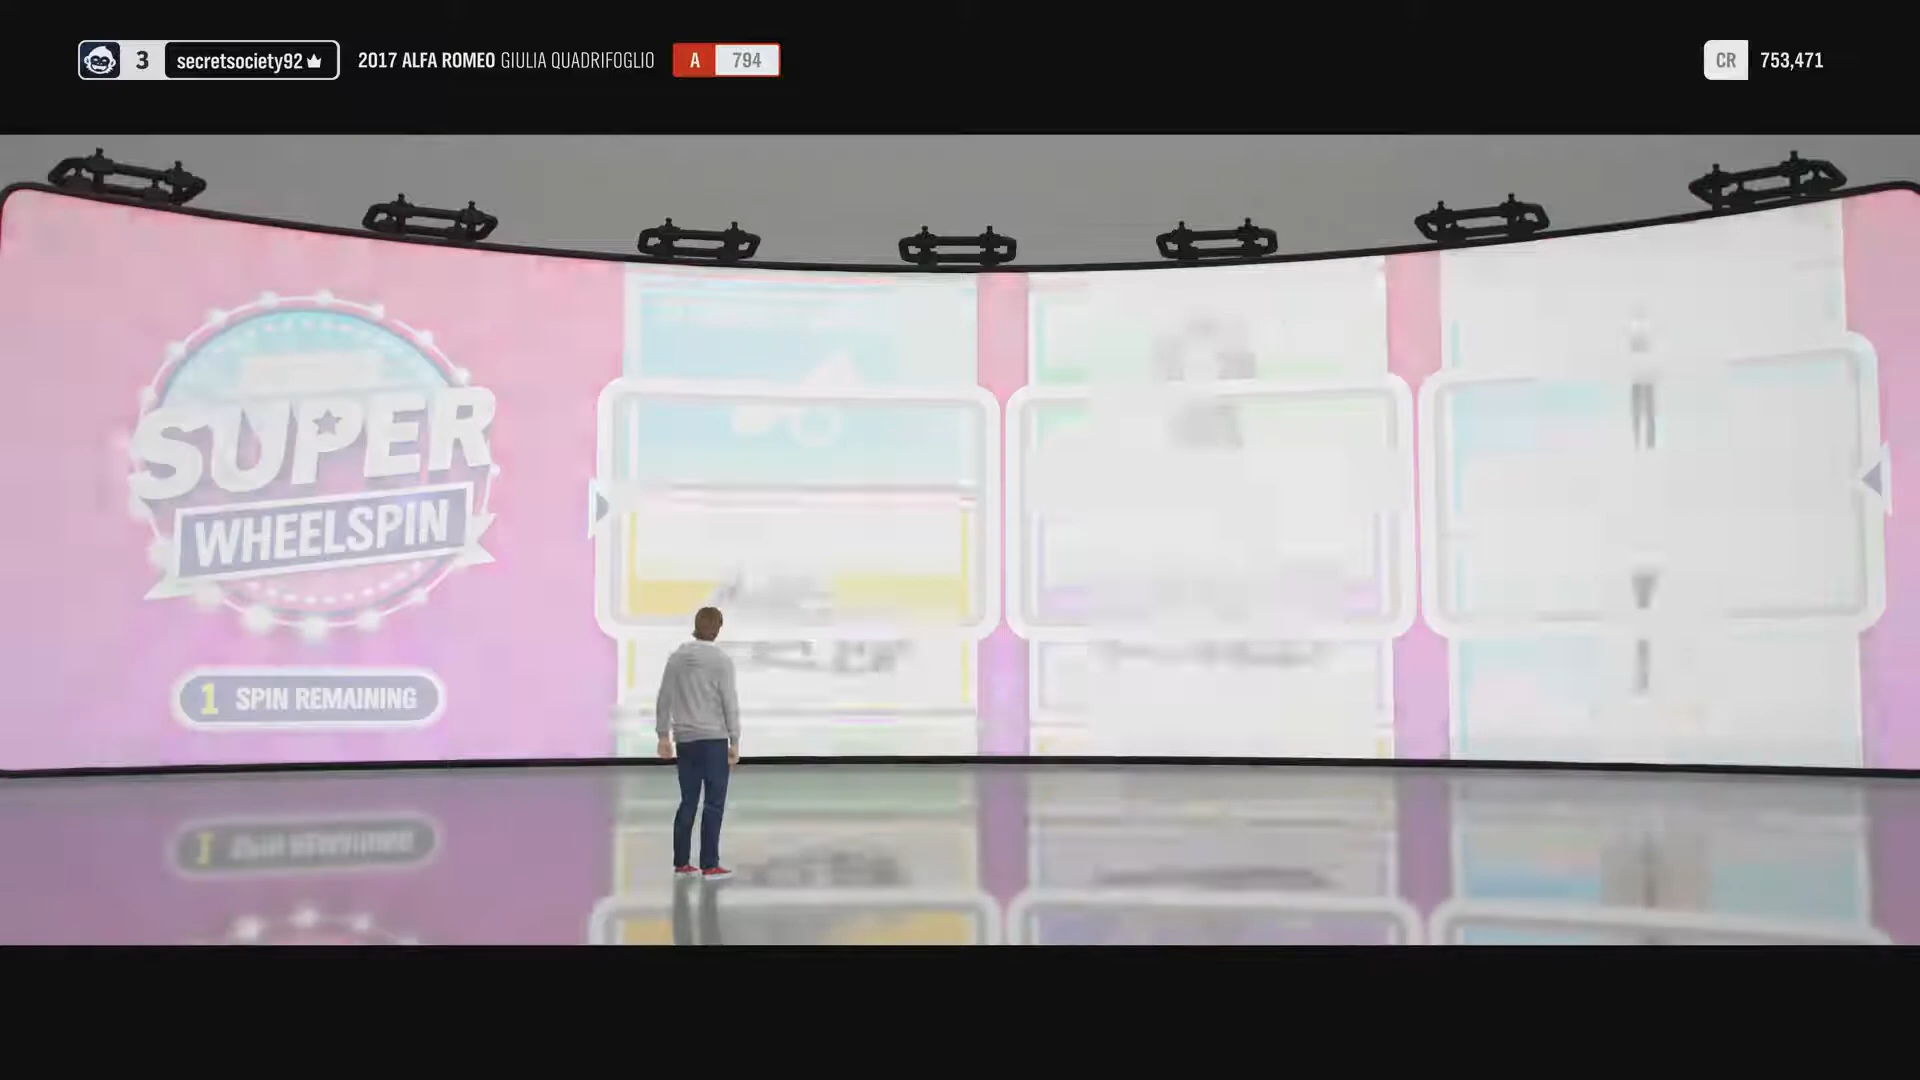 3 secretsociety92 2017 ALFA ROMEO GIULIA QUADRIFOGLIO A 794 CR 753,471
SUPER
WHEELSPIN
1 SPIN REMAINING